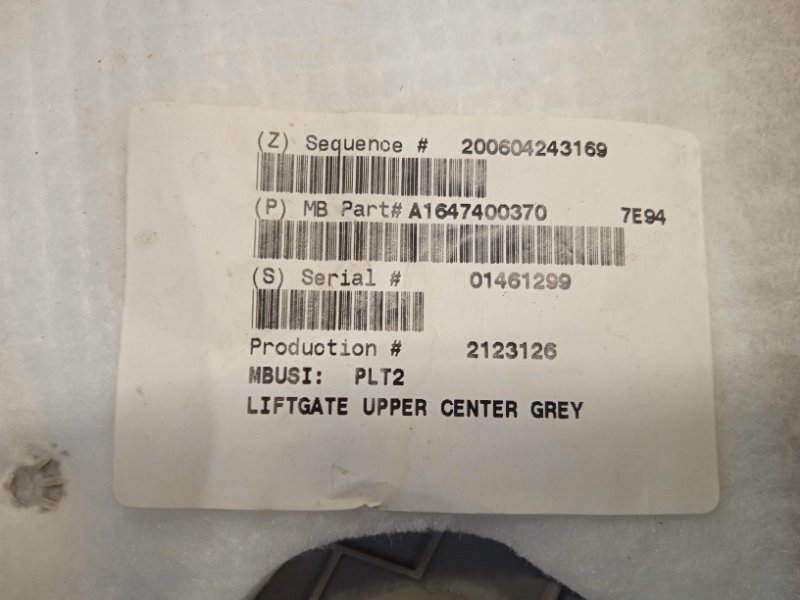 (Z) Sequence # 200604243169
(P) MB Part# A1647400370 7E94
(S) Serial # 01461299
Production # 2123126
MBUSI: PLT2
LIFTGATE UPPER CENTER GREY